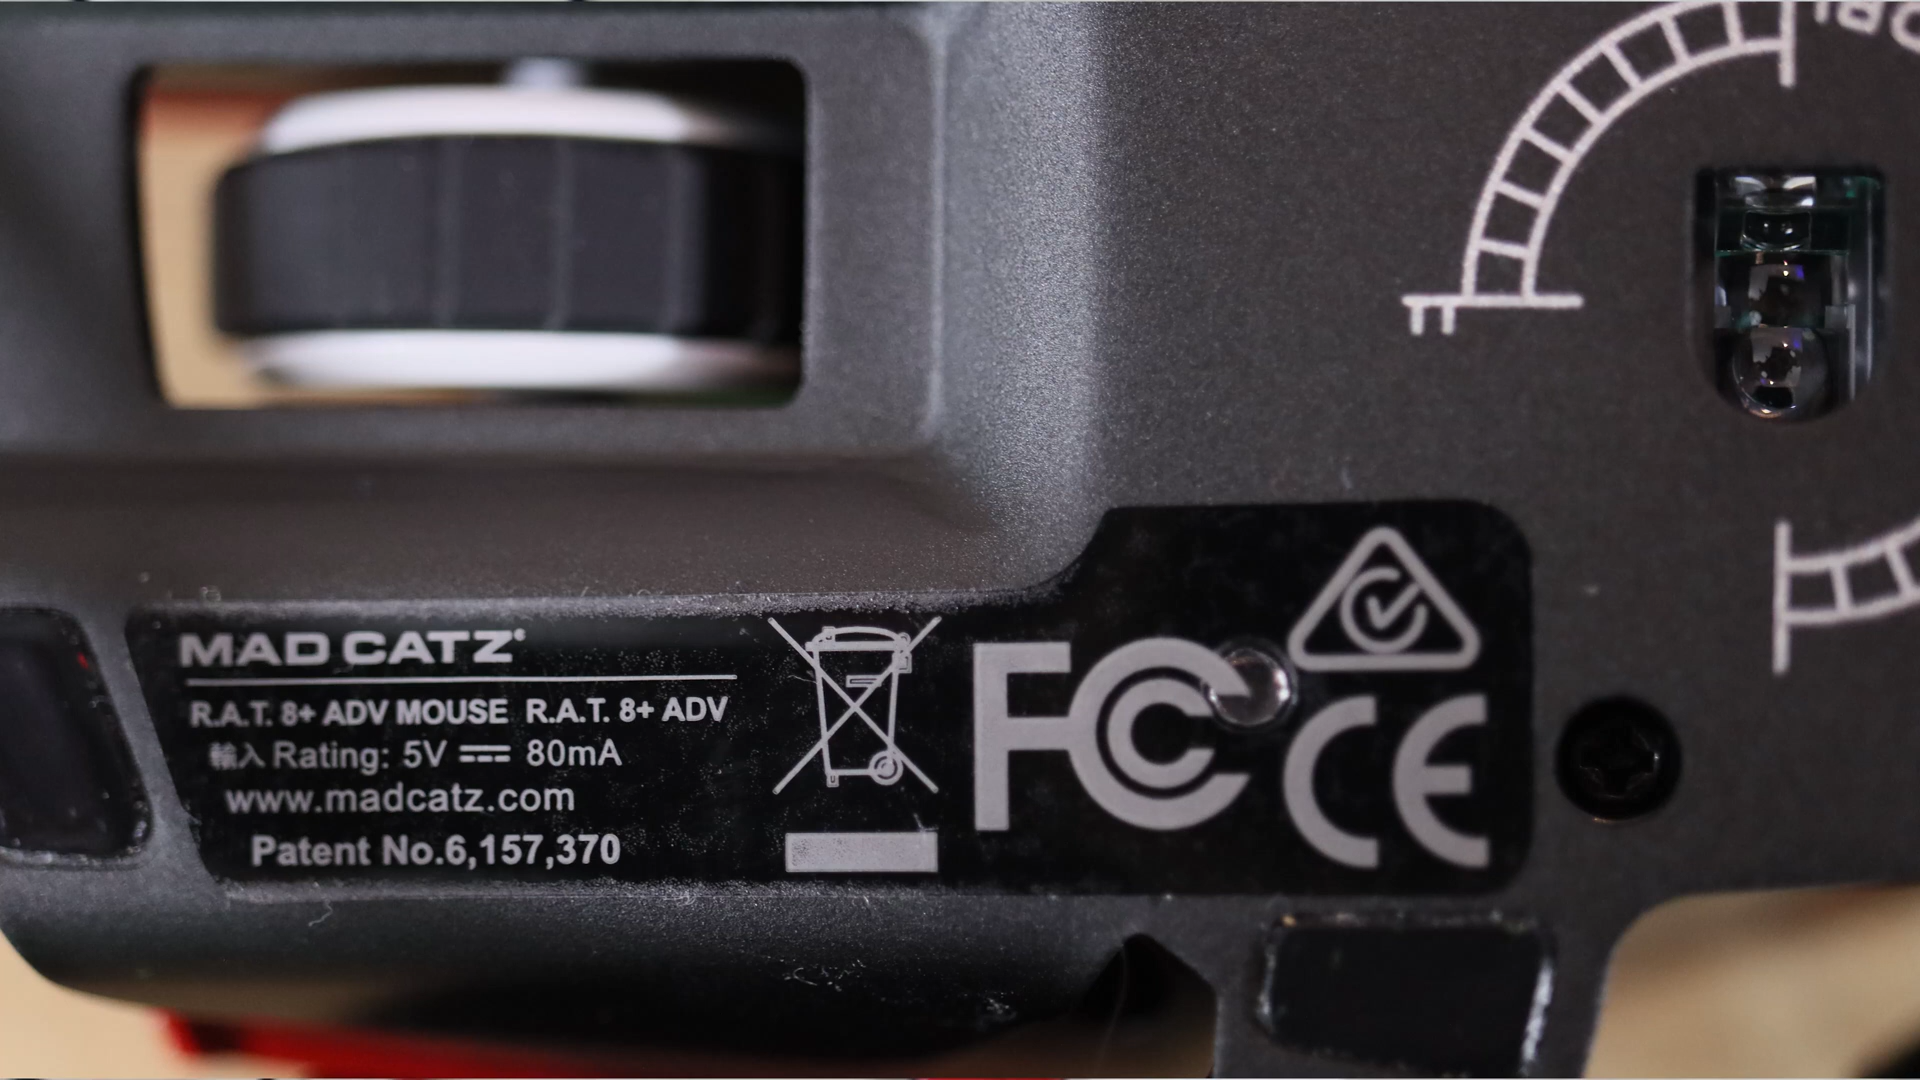 MAD CATZ
R.A.T. 8+ ADV MOUSE R.A.T. 8+ ADV
輸入 Rating: 5V ⎓ 80mA
www.madcatz.com
Patent No.6,157,370
FC
CE